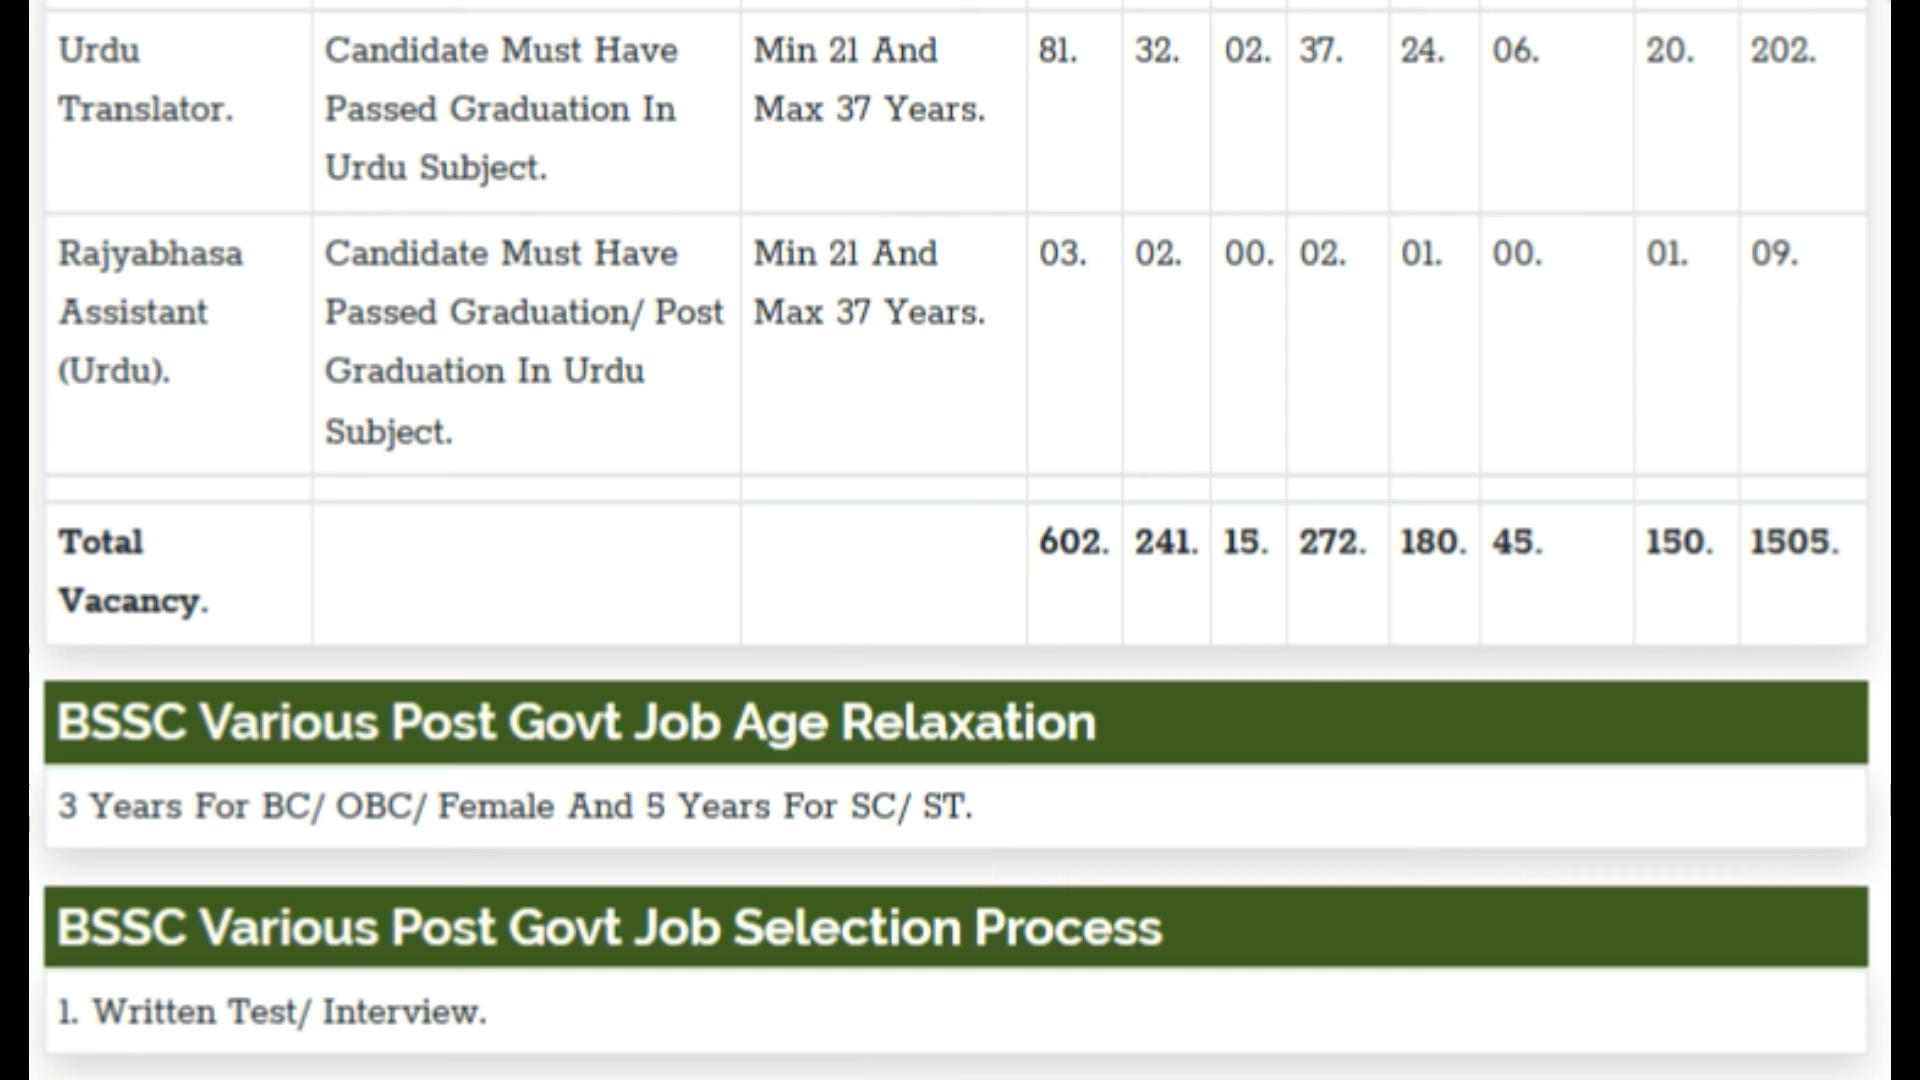 Urdu Translator. Candidate Must Have Passed Graduation In Urdu Subject. Min 21 And Max 37 Years. 81. 32. 02. 37. 24. 06. 20. 202.
Rajyabhasa Assistant (Urdu). Candidate Must Have Passed Graduation/ Post Graduation In Urdu Subject. Min 21 And Max 37 Years. 03. 02. 00. 02. 01. 00. 01. 09.
Total Vacancy. 602. 241. 15. 272. 180. 45. 150. 1505.
BSSC Various Post Govt Job Age Relaxation
3 Years For BC/ OBC/ Female And 5 Years For SC/ ST.
BSSC Various Post Govt Job Selection Process
1. Written Test/ Interview.